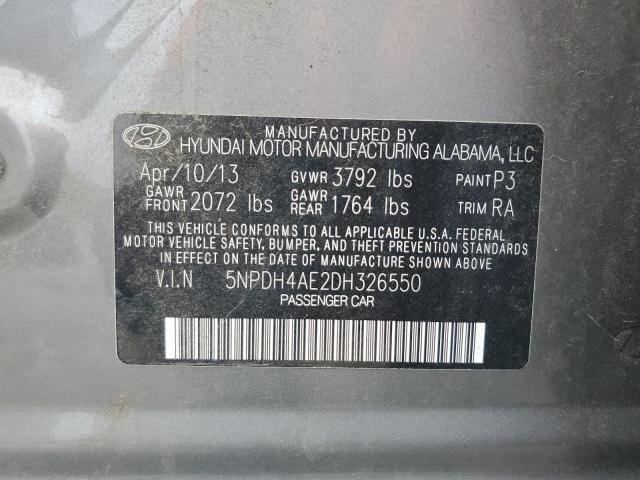 MANUFACTURED BY
HYUNDAI MOTOR MANUFACTURING ALABAMA, LLC
Apr/10/13 GVWR 3792 lbs PAINT P3
GAWR FRONT 2072 lbs GAWR REAR 1764 lbs TRIM RA
THIS VEHICLE CONFORMS TO ALL APPLICABLE U.S.A. FEDERAL
MOTOR VEHICLE SAFETY, BUMPER, AND THEFT PREVENTION STANDARDS
IN EFFECT ON THE DATE OF MANUFACTURE SHOWN ABOVE.
V.I.N 5NPDH4AE2DH326550
PASSENGER CAR